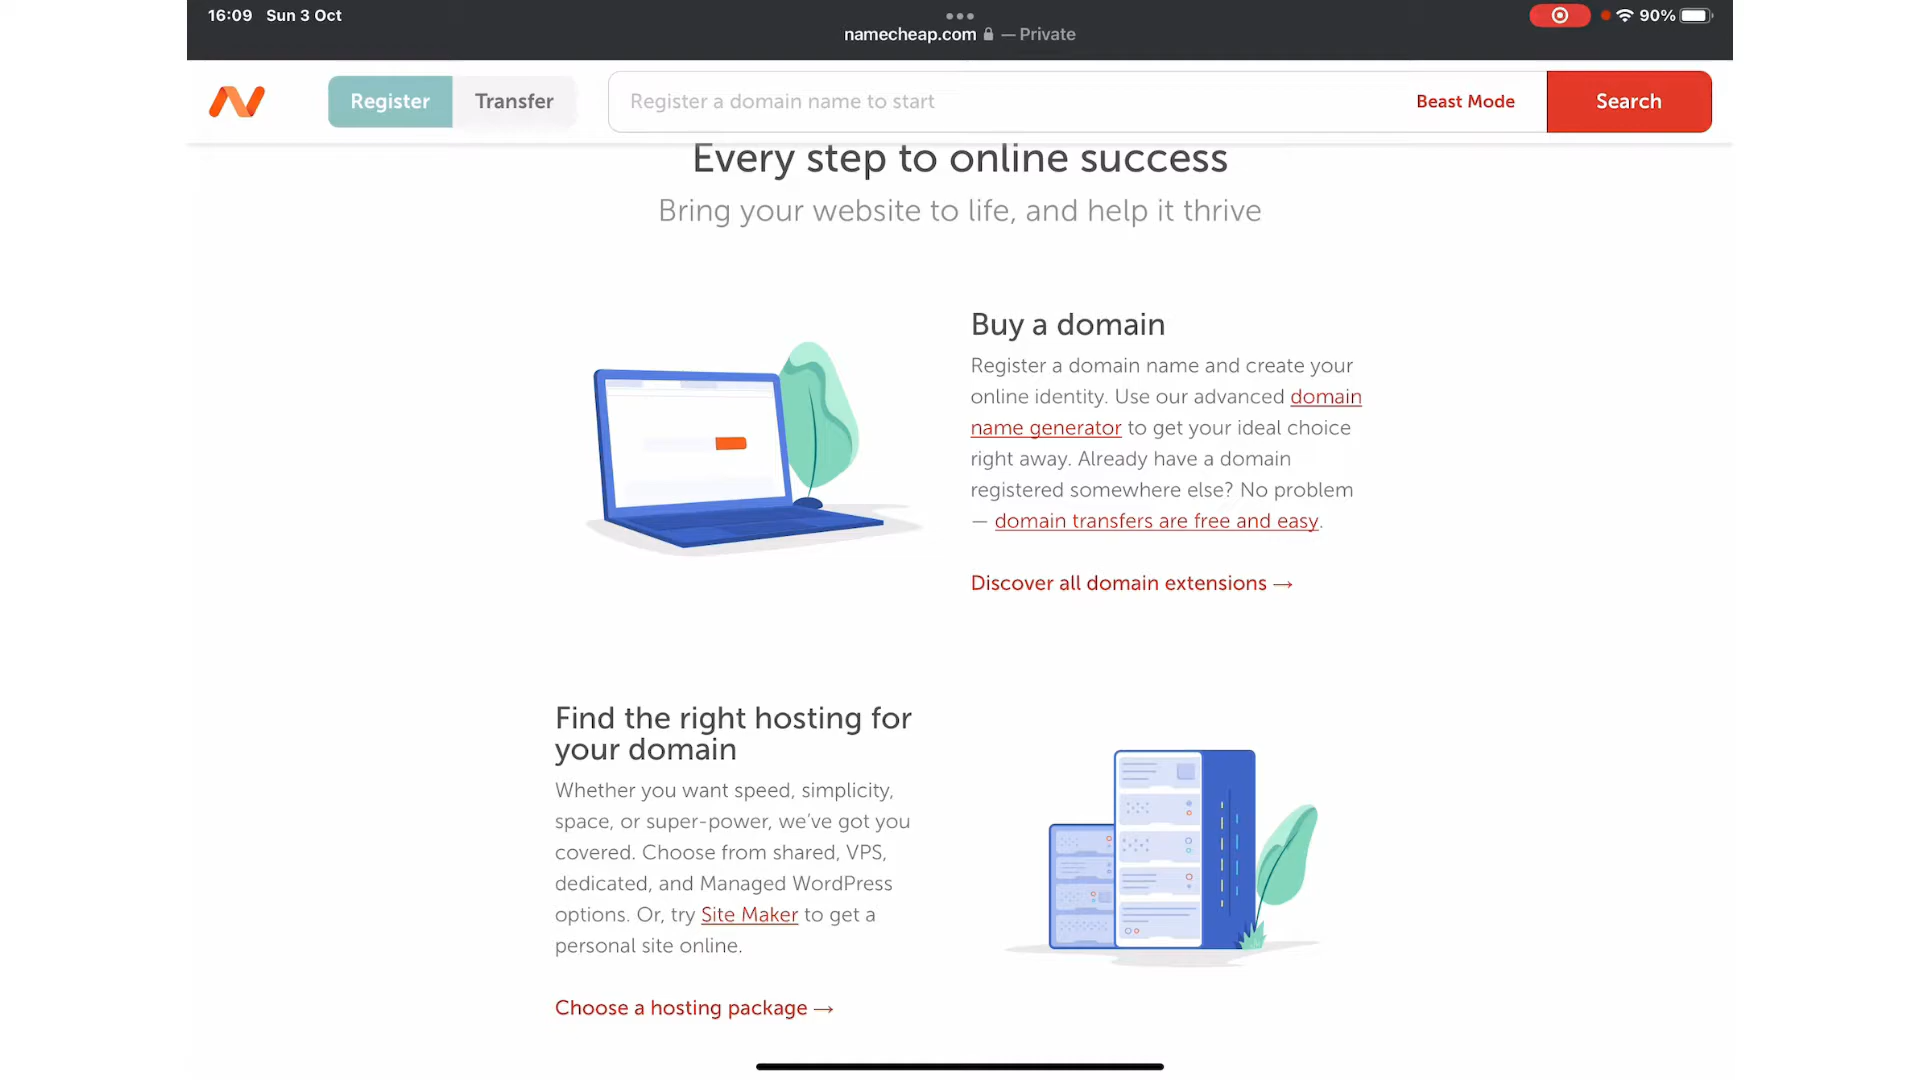 16:09 Sun 3 Oct
90%
namecheap.com — Private
Register
Transfer
Register a domain name to start
Beast Mode
Search
Every step to online success
Bring your website to life, and help it thrive
Buy a domain
Register a domain name and create your
online identity. Use our advanced domain
name generator to get your ideal choice
right away. Already have a domain
registered somewhere else? No problem
— domain transfers are free and easy.
Discover all domain extensions →
Find the right hosting for
your domain
Whether you want speed, simplicity,
space, or super-power, we’ve got you
covered. Choose from shared, VPS,
dedicated, and Managed WordPress
options. Or, try Site Maker to get a
personal site online.
Choose a hosting package →